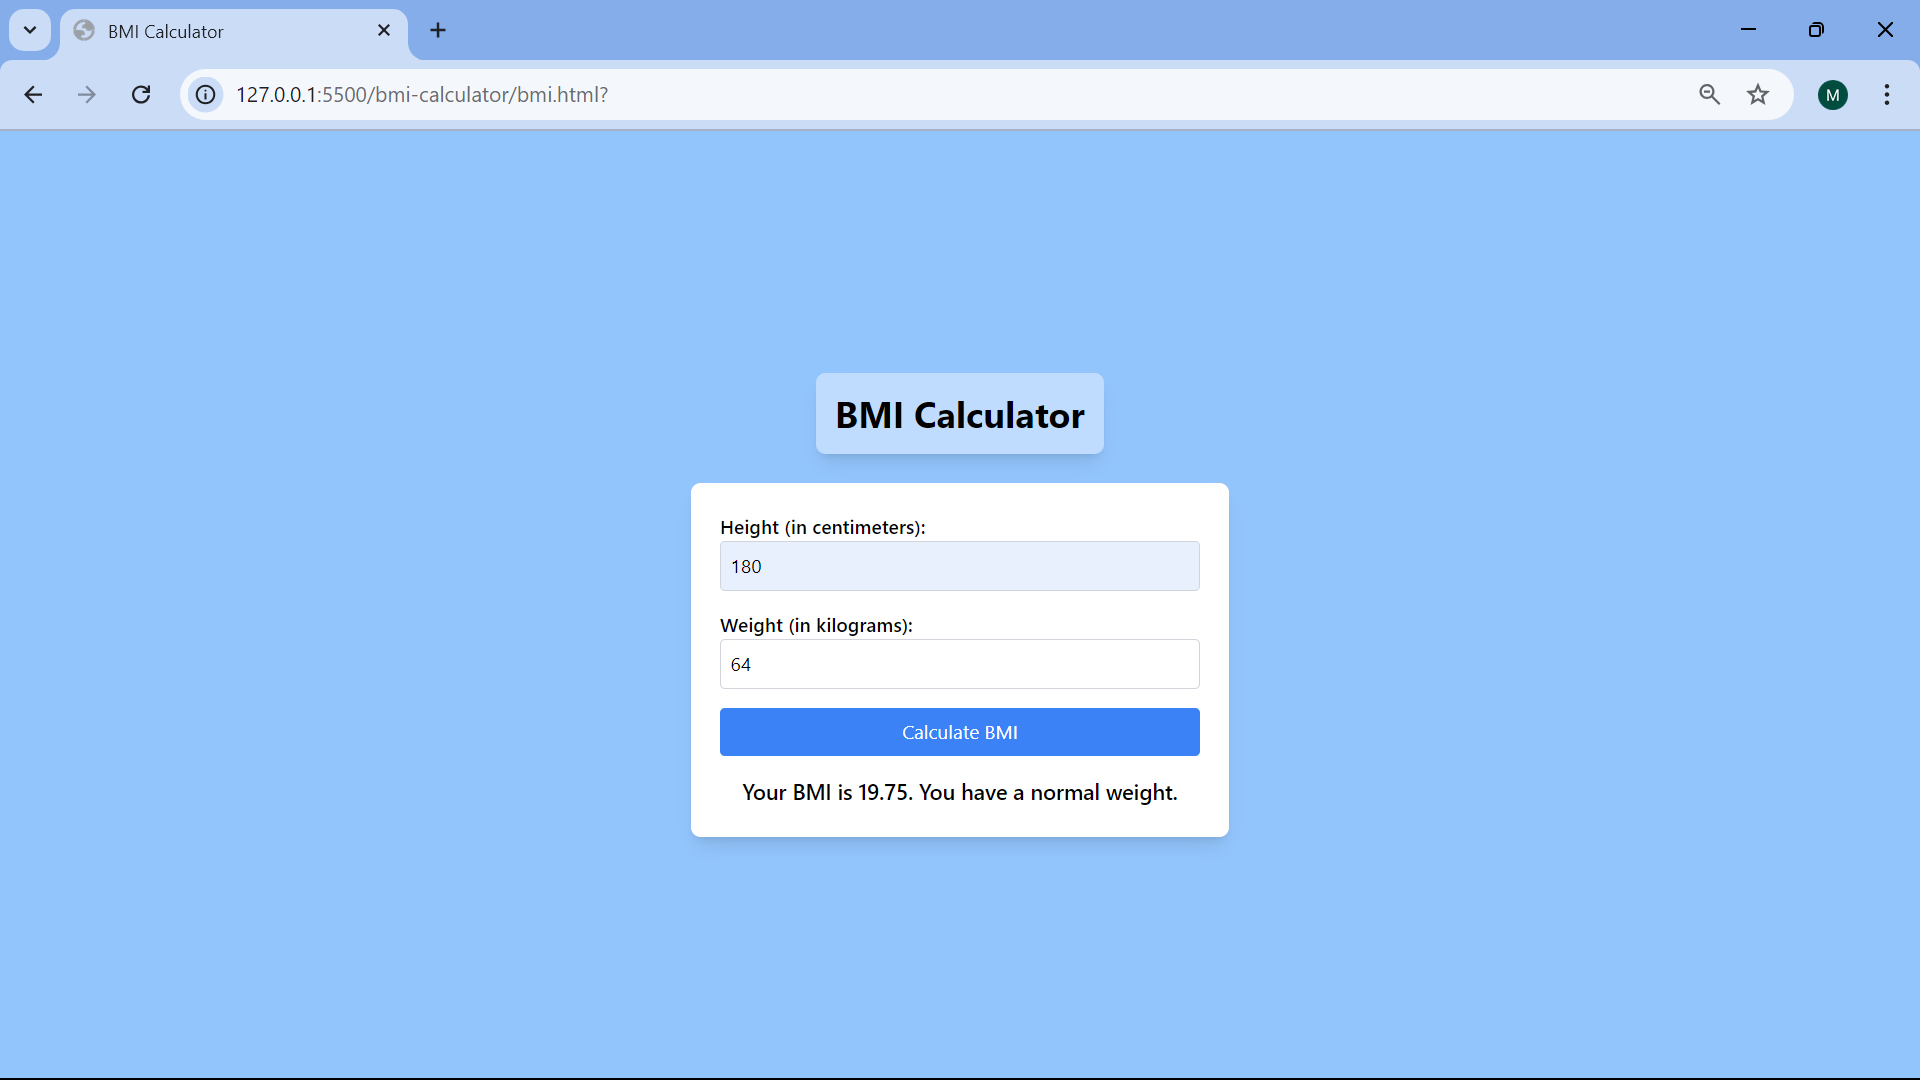 BMI Calculator
127.0.0.1:5500/bmi-calculator/bmi.html?
M
BMI Calculator
Height (in centimeters):
180
Weight (in kilograms):
64
Calculate BMI
Your BMI is 19.75. You have a normal weight.